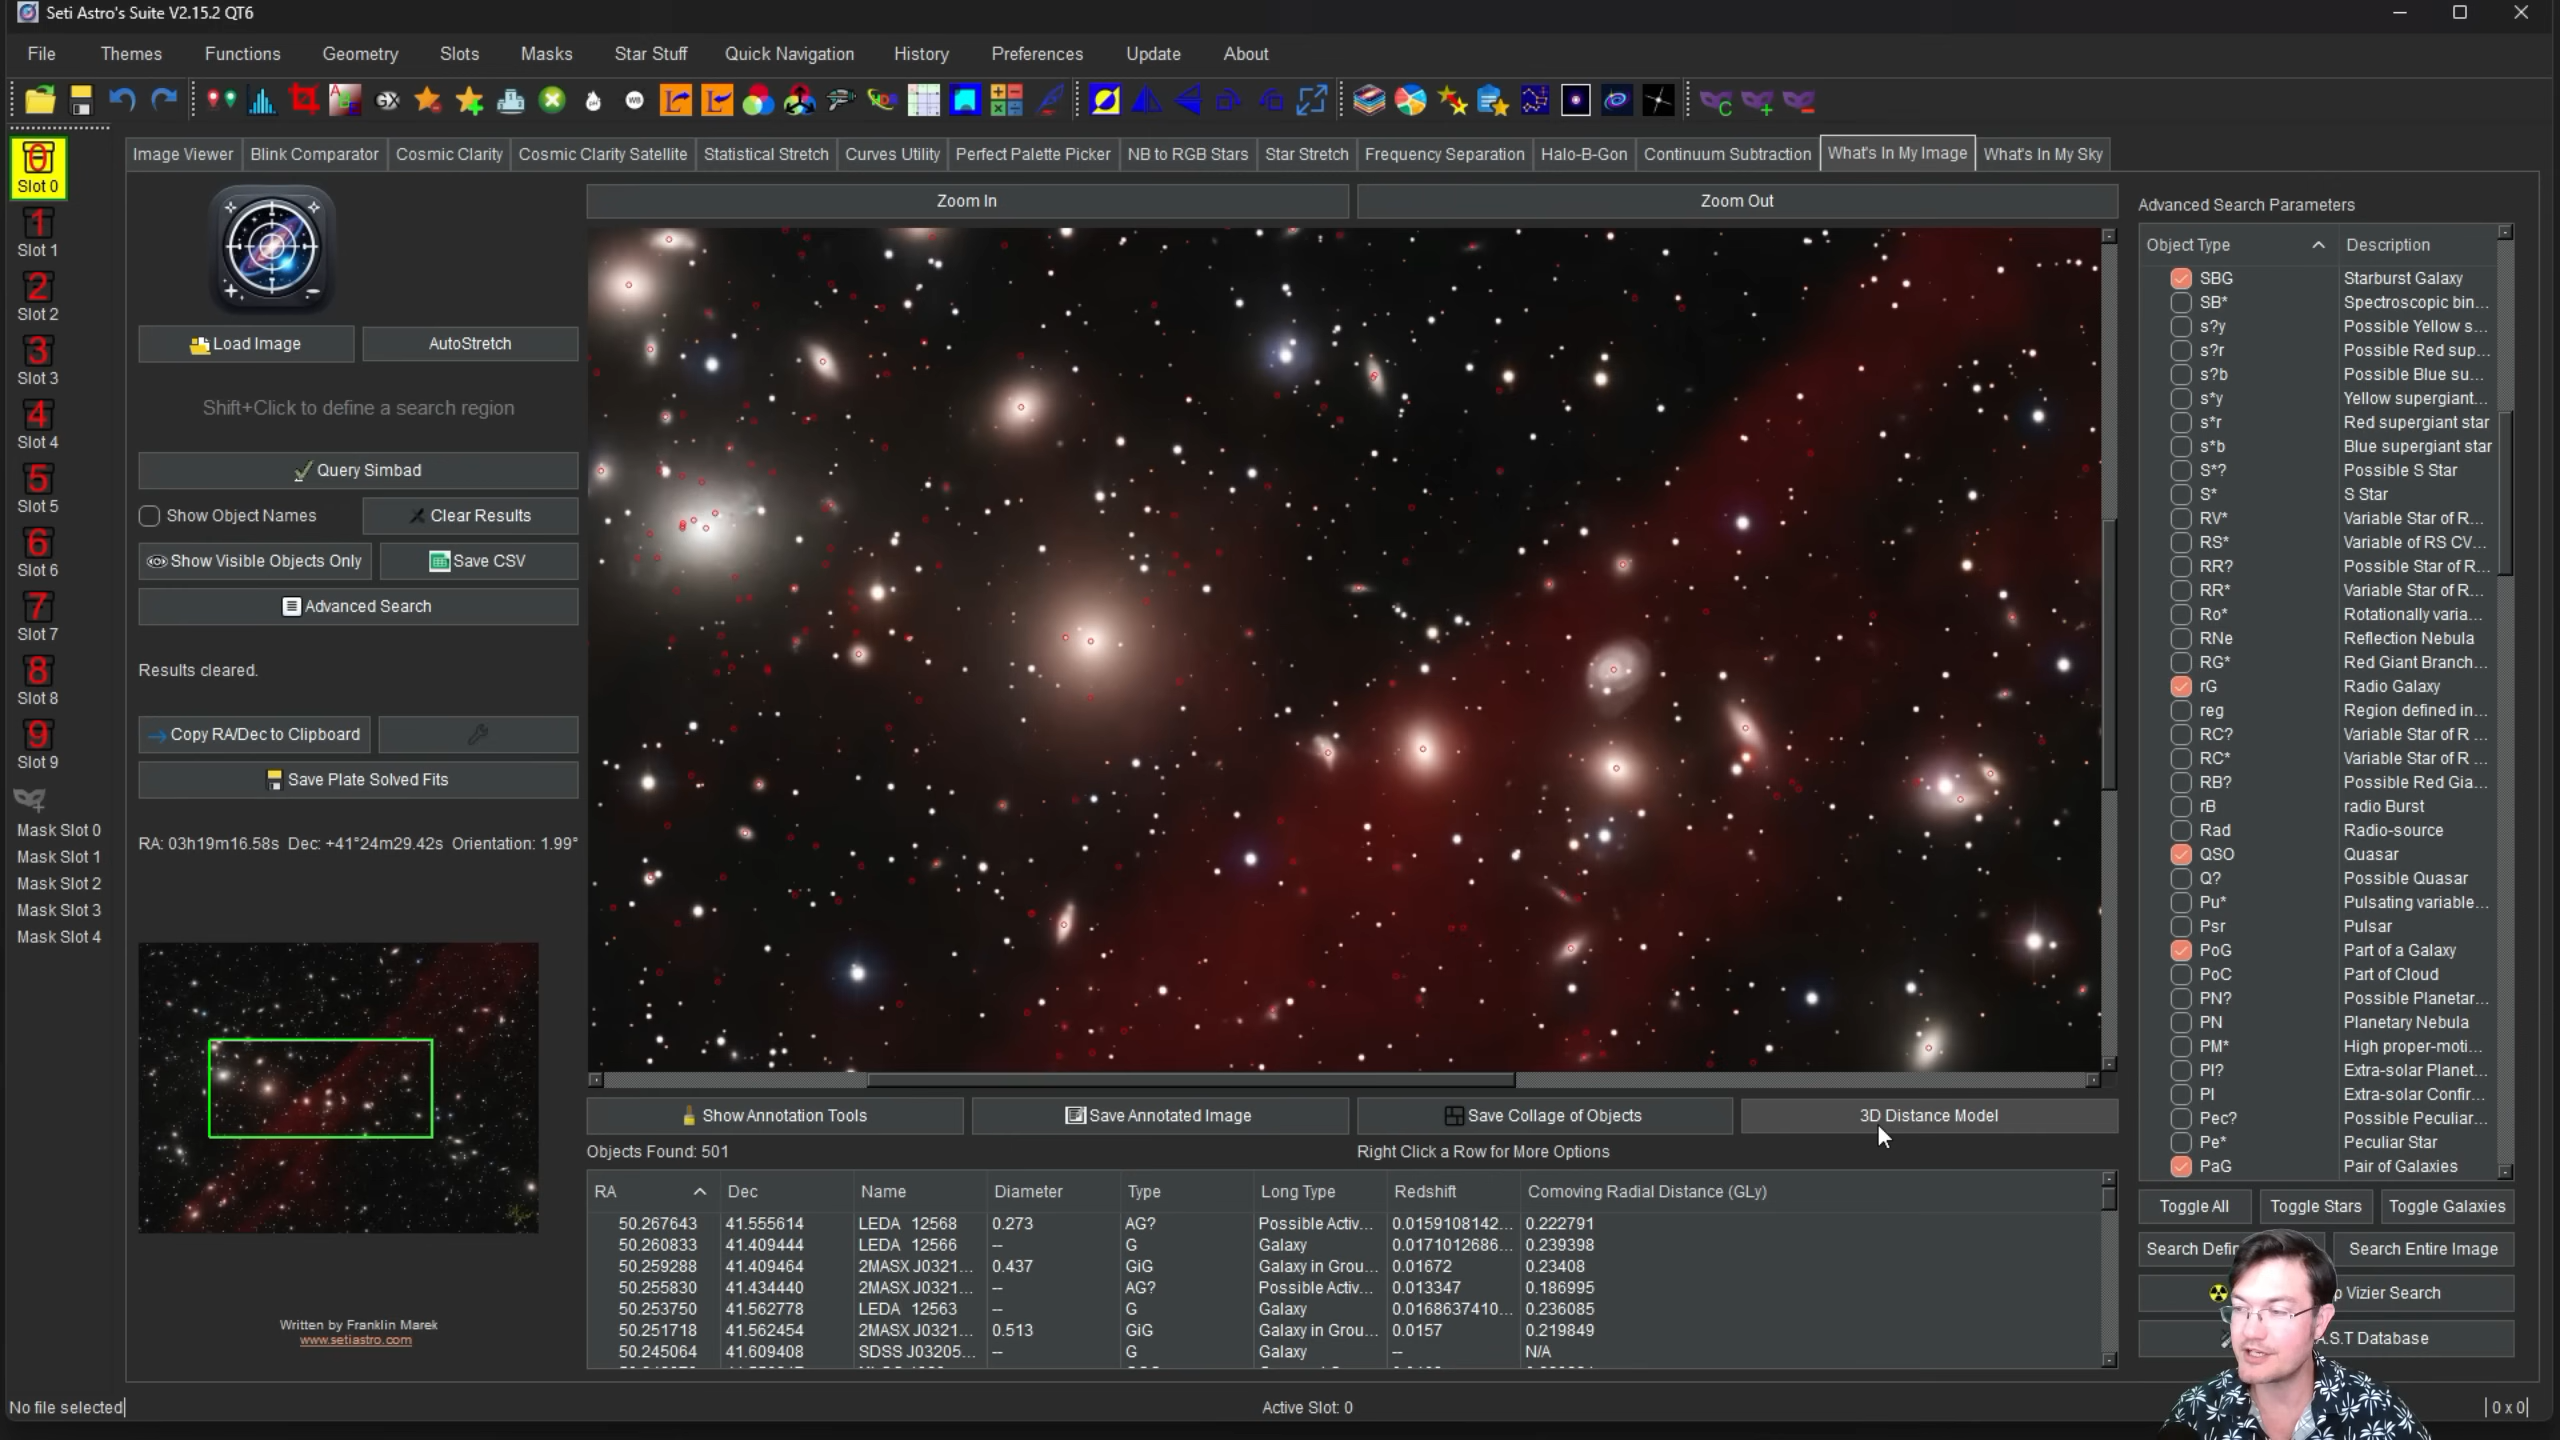 Seti Astro's Suite V2.15.2 QT6
File Themes Functions Geometry Slots Masks Star Stuff Quick Navigation History Preferences Update About
Image Viewer Blink Comparator Cosmic Clarity Cosmic Clarity Satellite Statistical Stretch Curves Utility Perfect Palette Picker NB to RGB Stars Star Stretch Frequency Separation Halo-B-Gon Continuum Subtraction What's In My Image What's In My Sky
0
Slot 0
1
Slot 1
2
Slot 2
3
Slot 3
4
Slot 4
5
Slot 5
6
Slot 6
7
Slot 7
8
Slot 8
9
Slot 9
Mask Slot 0
Mask Slot 1
Mask Slot 2
Mask Slot 3
Mask Slot 4
Load Image AutoStretch
Shift+Click to define a search region
Query Simbad
Show Object Names Clear Results
Show Visible Objects Only Save CSV
Advanced Search
Results cleared.
Copy RA/Dec to Clipboard
Save Plate Solved Fits
RA: 03h19m16.58s Dec: +41°24m29.42s Orientation: 1.99°
Written by Franklin Marek
www.setiastro.com
Zoom In Zoom Out
Show Annotation Tools Save Annotated Image Save Collage of Objects 3D Distance Model
Objects Found: 501 Right Click a Row for More Options
RA Dec Name Diameter Type Long Type Redshift Comoving Radial Distance (GLy)
50.267643 41.555614 LEDA 12568 0.273 AG? Possible Activ... 0.0159108142... 0.222791
50.260833 41.409444 LEDA 12566 -- G Galaxy 0.0171012686... 0.239398
50.259288 41.409464 2MASX J0321... 0.437 GiG Galaxy in Grou... 0.01672 0.23408
50.255830 41.434440 2MASX J0321... -- AG? Possible Activ... 0.013347 0.186995
50.253750 41.562778 LEDA 12563 -- G Galaxy 0.0168637410... 0.236085
50.251718 41.562454 2MASX J0321... 0.513 GiG Galaxy in Grou... 0.0157 0.219849
50.245064 41.609408 SDSS J03205... -- G Galaxy -- N/A
Advanced Search Parameters
Object Type Description
SBG Starburst Galaxy
SB* Spectroscopic bin...
s?y Possible Yellow s...
s?r Possible Red sup...
s?b Possible Blue su...
s*y Yellow supergiant...
s*r Red supergiant star
s*b Blue supergiant star
S*? Possible S Star
S* S Star
RV* Variable Star of R...
RS* Variable of RS CV...
RR? Possible Star of R...
RR* Variable Star of R...
Ro* Rotationally varia...
RNe Reflection Nebula
RG* Red Giant Branch...
rG Radio Galaxy
reg Region defined in...
RC? Variable Star of R ...
RC* Variable Star of R ...
RB? Possible Red Gia...
rB radio Burst
Rad Radio-source
QSO Quasar
Q? Possible Quasar
Pu* Pulsating variable...
Psr Pulsar
PoG Part of a Galaxy
PoC Part of Cloud
PN? Possible Planetar...
PN Planetary Nebula
PM* High proper-moti...
Pl? Extra-solar Planet...
Pl Extra-solar Confir...
Pec? Possible Peculiar...
Pe* Peculiar Star
PaG Pair of Galaxies
Toggle All Toggle Stars Toggle Galaxies
Search Search Entire Image
Vizier Search
Database
No file selected Active Slot: 0 0 x 0